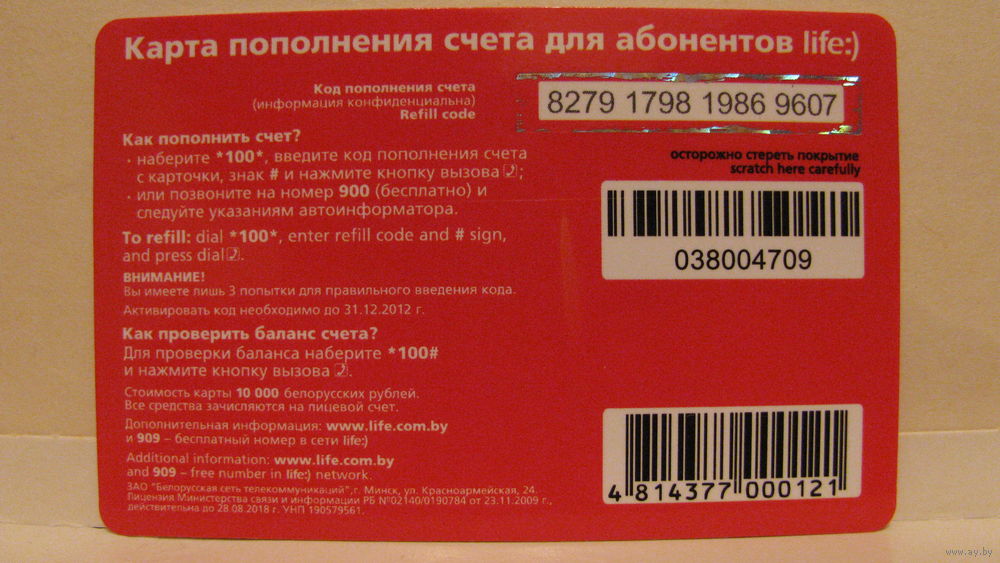 Карта пополнения счета для абонентов life:)
Код пополнения счета
(информация конфиденциальна)
Refill code
8279 1798 1986 9607
осторожно стереть покрытие
scratch here carefully
Как пополнить счет?
· наберите *100*, введите код пополнения счета
с карточки, знак # и нажмите кнопку вызова ;
· или позвоните на номер 900 (бесплатно) и
следуйте указаниям автоинформатора.
To refill: dial *100*, enter refill code and # sign,
and press dial .
ВНИМАНИЕ!
Вы имеете лишь 3 попытки для правильного введения кода.
Активировать код необходимо до 31.12.2012 г.
Как проверить баланс счета?
Для проверки баланса наберите *100#
и нажмите кнопку вызова .
Стоимость карты 10 000 белорусских рублей.
Все средства зачисляются на лицевой счет.
Дополнительная информация: www.life.com.by
и 909 – бесплатный номер в сети life:)
Additional information: www.life.com.by
and 909 – free number in life:) network.
ЗАО "Белорусская сеть телекоммуникаций",г. Минск, ул. Красноармейская, 24.
Лицензия Министерства связи и информации РБ №02140/0190784 от 23.11.2009 г.,
действительна до 28.08.2018 г. УНП 190579561.
038004709
4 814377 000121
www.ay.by